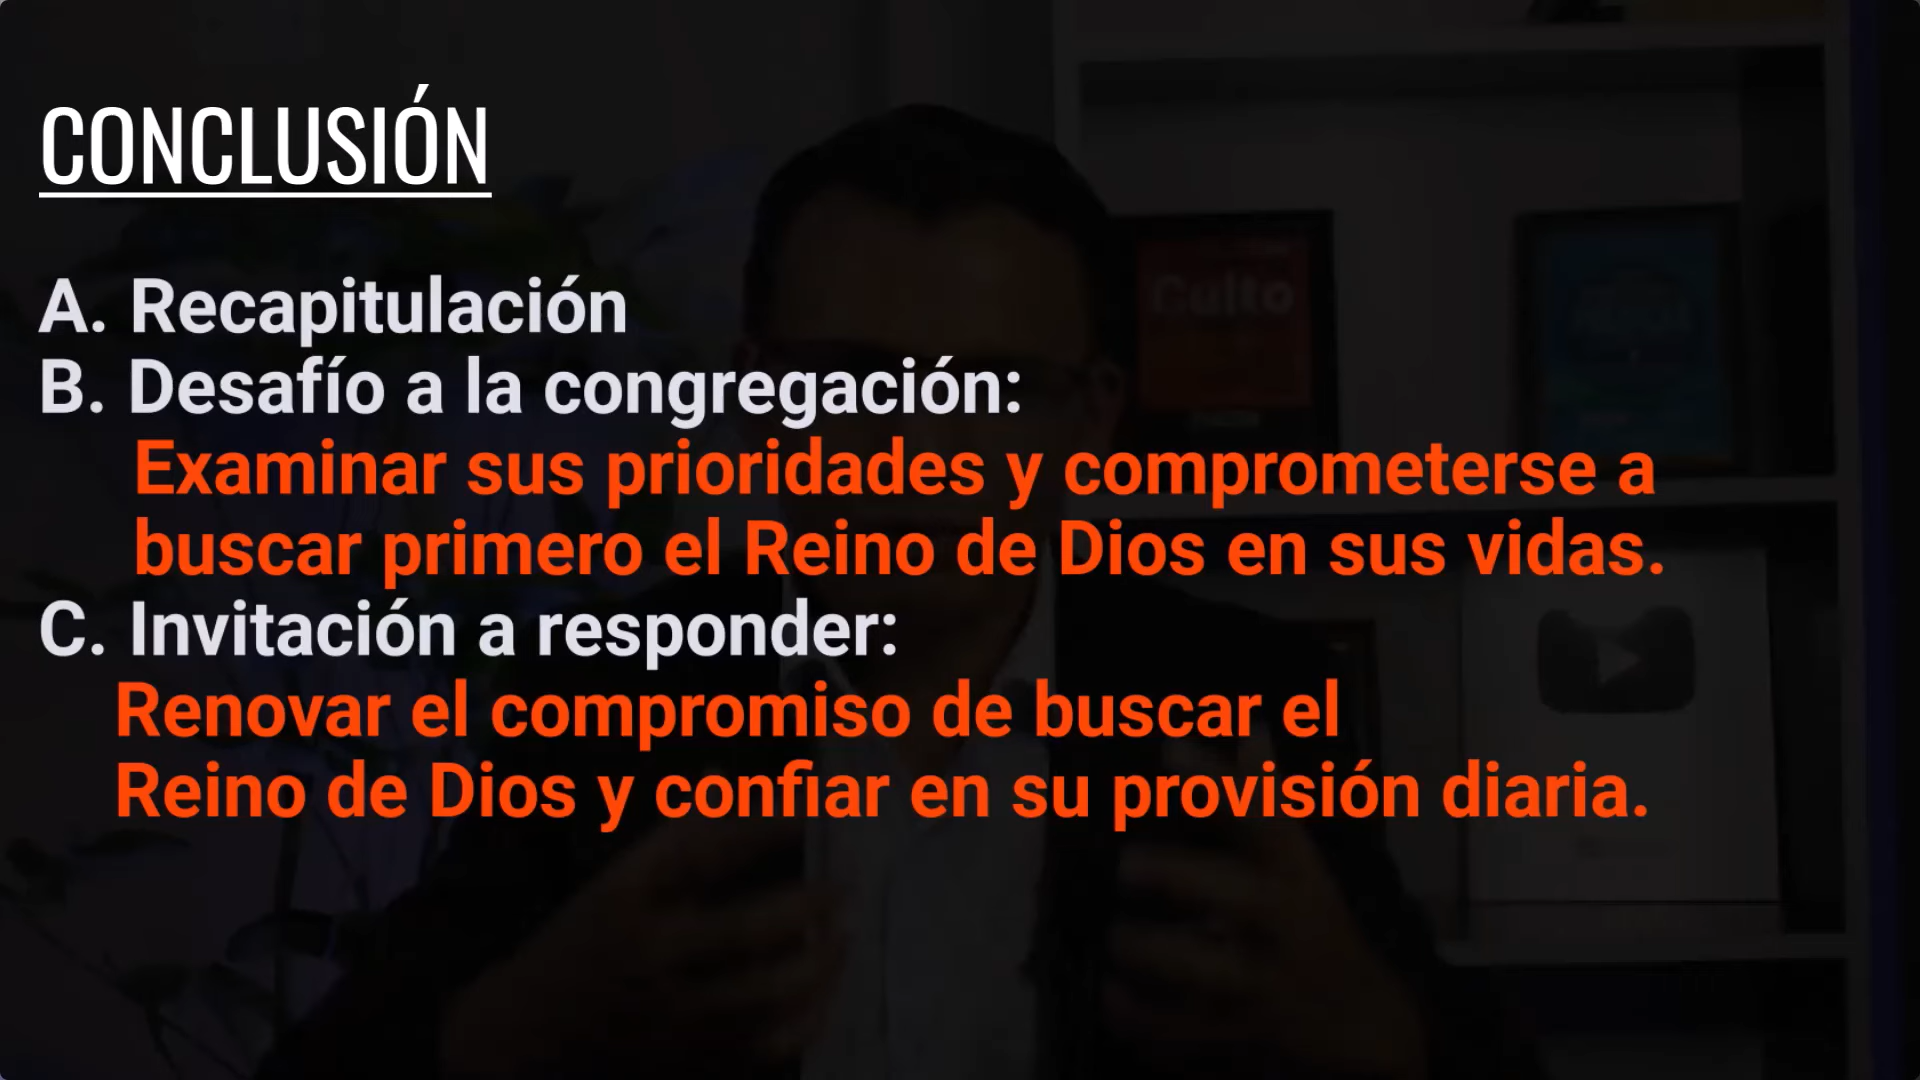 CONCLUSIÓN
A. Recapitulación
B. Desafío a la congregación:
Examinar sus prioridades y comprometerse a
buscar primero el Reino de Dios en sus vidas.
C. Invitación a responder:
Renovar el compromiso de buscar el
Reino de Dios y confiar en su provisión diaria.
Culto